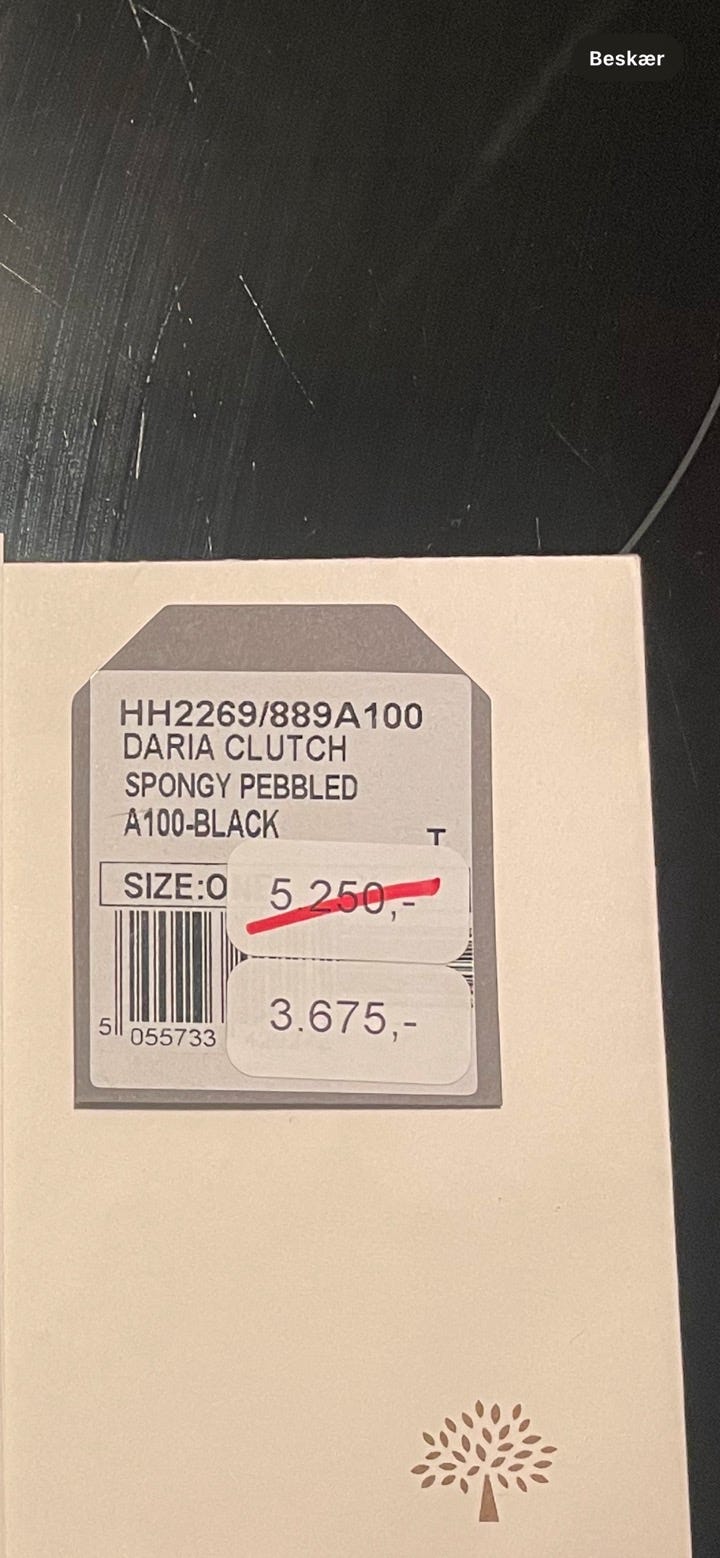 Beskær
HH2269/889A100
DARIA CLUTCH
SPONGY PEBBLED
A100-BLACK
T
SIZE:O
5.250,-
3.675,-
5 055733